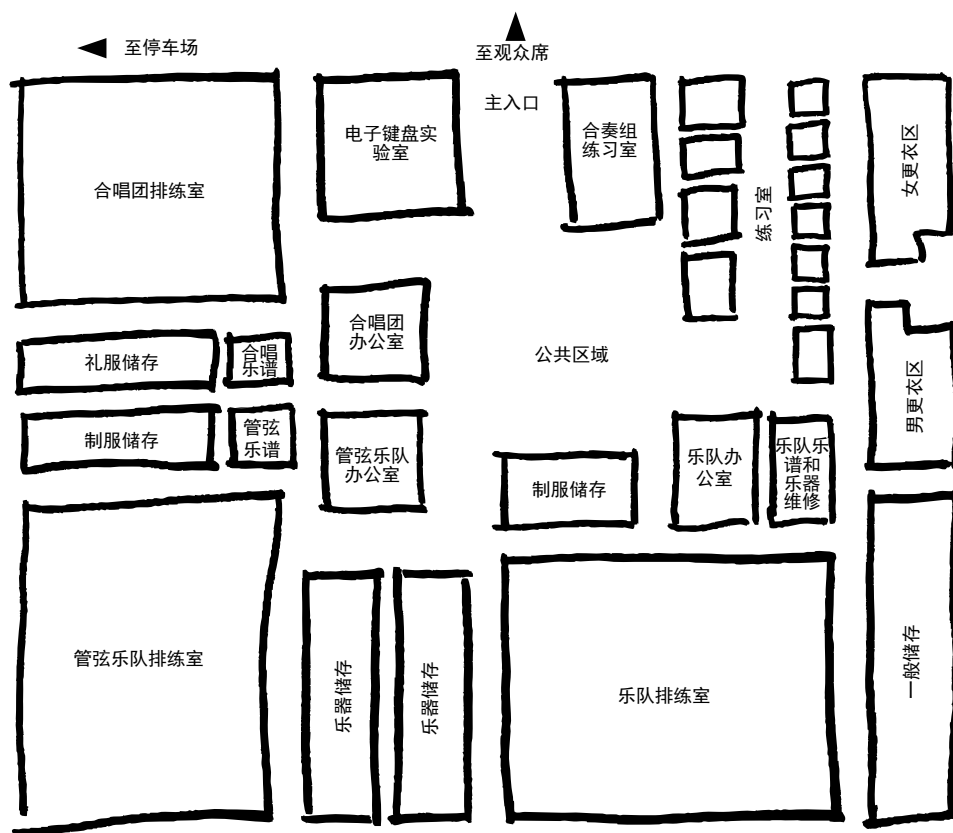 至停车场
至观众席
主入口
电子键盘实
验室
合奏组
练习室
合唱团排练室
练习室
女更衣区
合唱团
办公室
公共区域
礼服储存
合唱
乐谱
男更衣区
制服储存
管弦
乐谱
管弦乐队
办公室
制服储存
乐队办
公室
乐队乐
谱和
乐器
维修
管弦乐队排练室
乐器储存
乐器储存
乐队排练室
一般储存